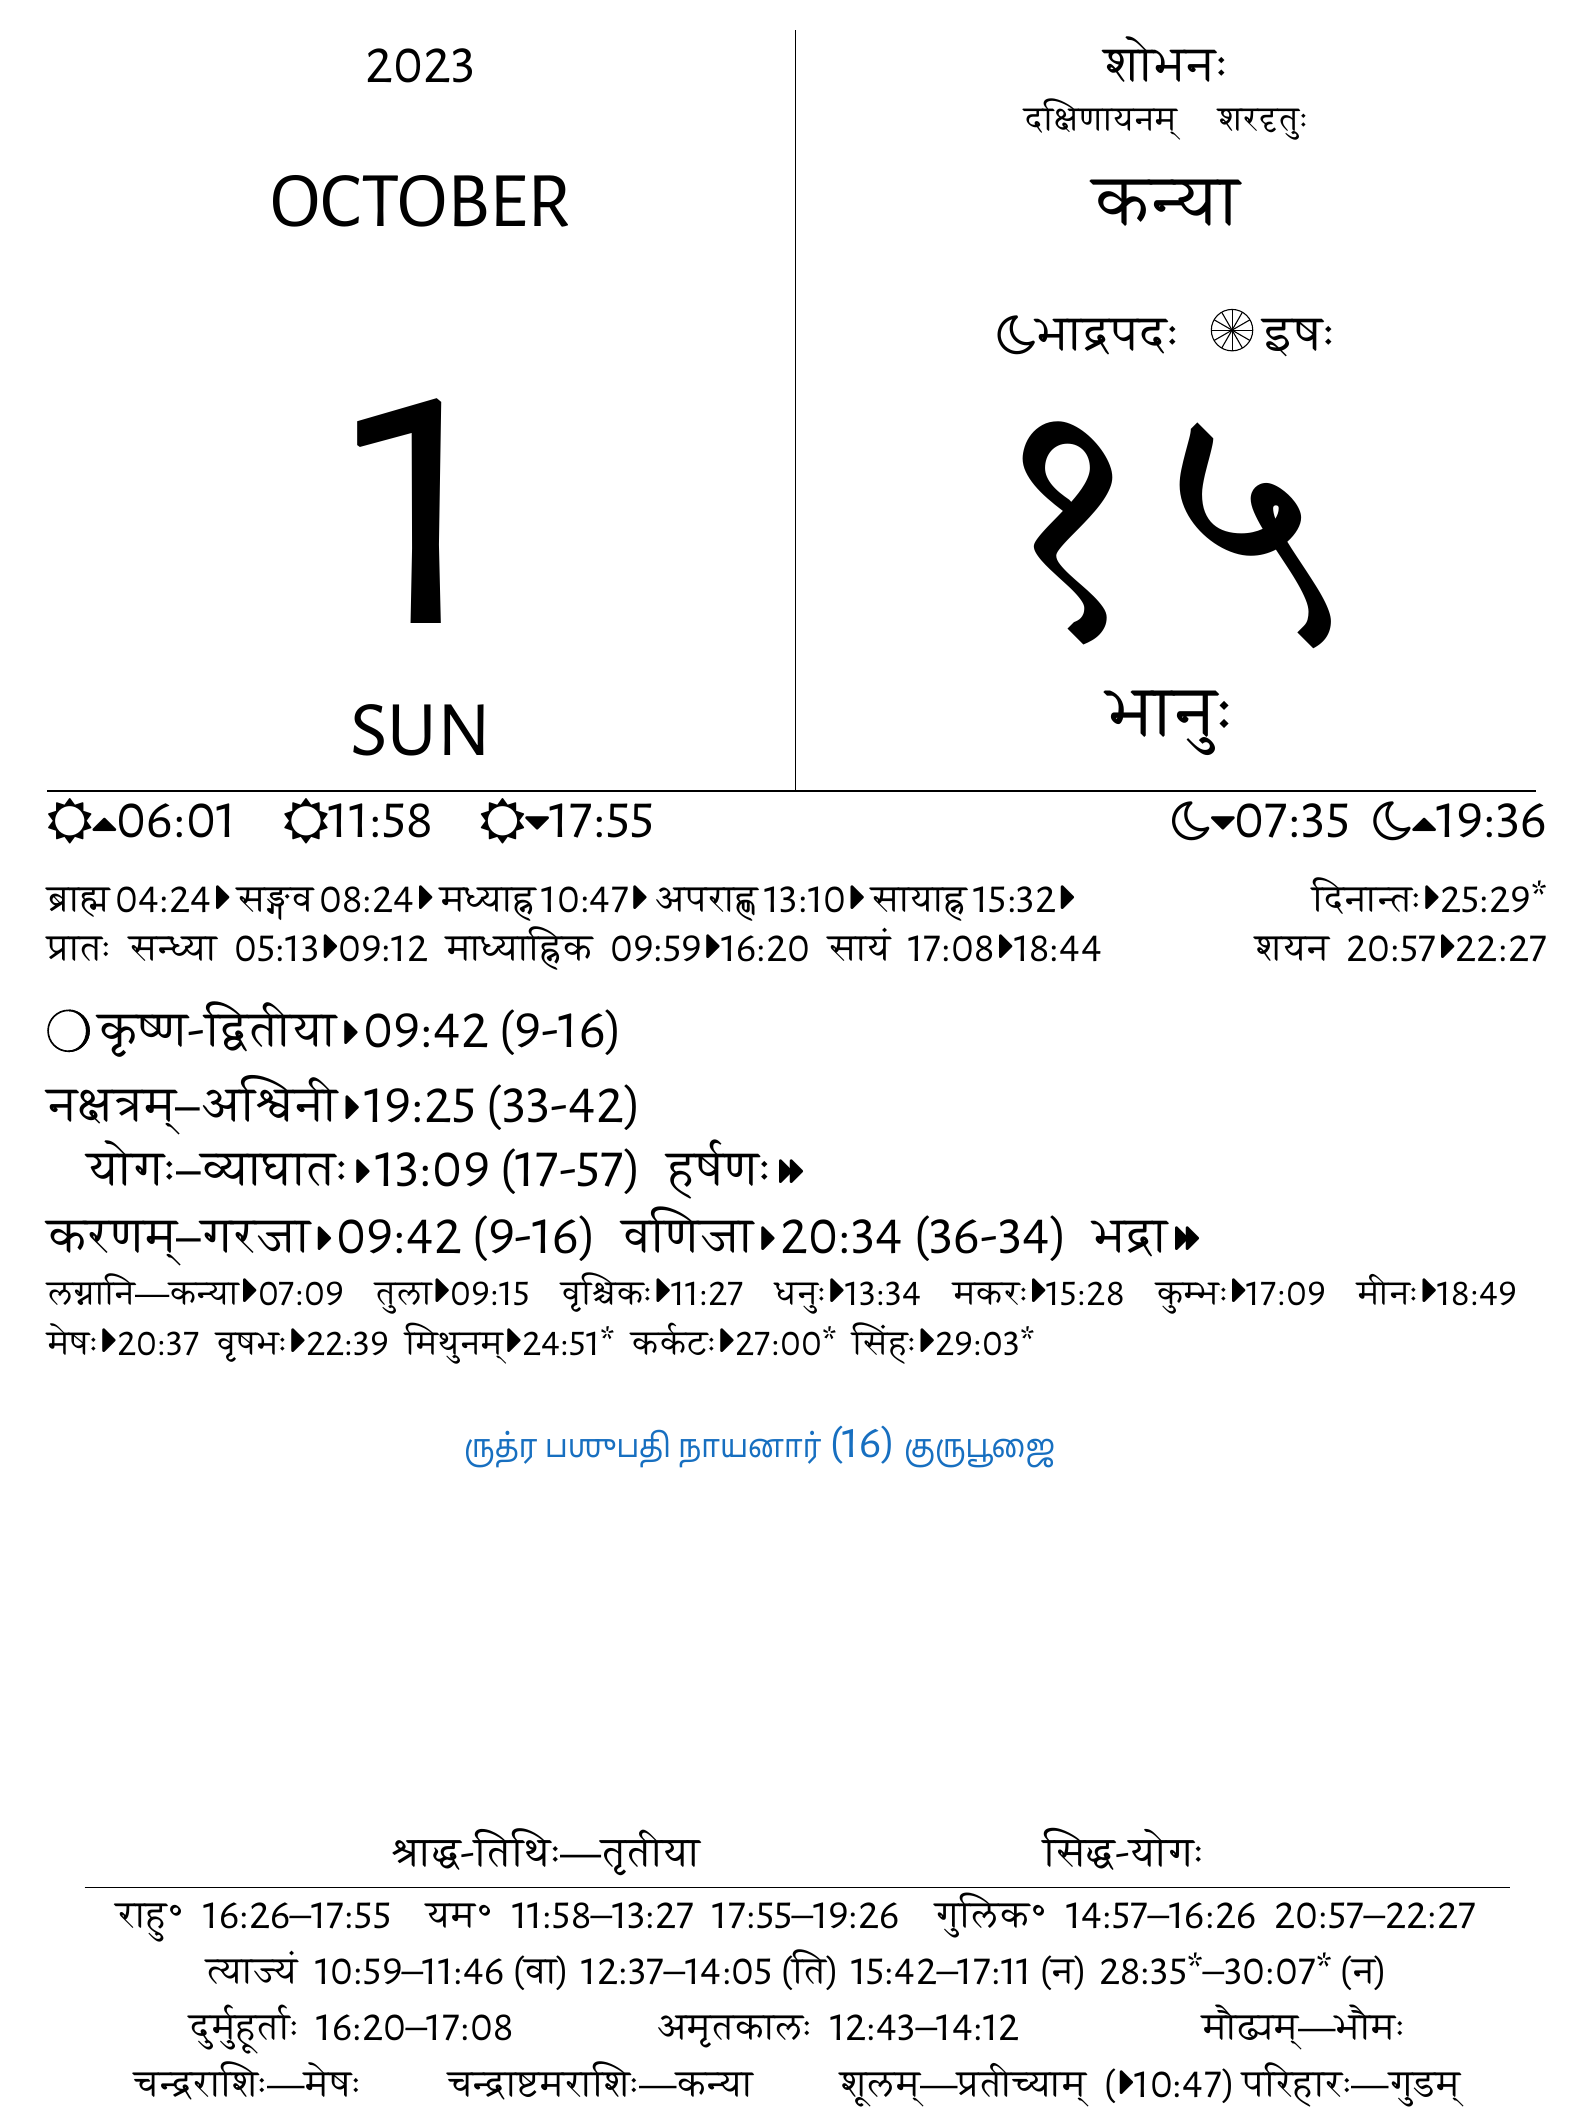 2023
OCTOBER
1
SUN
शोभनः
दक्षिणायनम् शरदृतुः
कन्या
भाद्रपदः इषः
१५
भानुः
06:01 11:58 17:55 07:35 19:36
ब्राह्म 04:24 सङ्गव 08:24 मध्याह्न 10:47 अपराह्ण 13:10 सायाह्न 15:32 दिनान्तः 25:29*
प्रातः सन्ध्या 05:13 09:12 माध्याह्निक 09:59 16:20 सायं 17:08 18:44 शयन 20:57 22:27
कृष्ण-द्वितीया 09:42 (9-16)
नक्षत्रम्–अश्विनी 19:25 (33-42)
योगः–व्याघातः 13:09 (17-57) हर्षणः
करणम्–गरजा 09:42 (9-16) वणिजा 20:34 (36-34) भद्रा
लग्नानि—कन्या 07:09 तुला 09:15 वृश्चिकः 11:27 धनुः 13:34 मकरः 15:28 कुम्भः 17:09 मीनः 18:49
मेषः 20:37 वृषभः 22:39 मिथुनम् 24:51* कर्कटः 27:00* सिंहः 29:03*
ருத்ர பஶுபதி நாயனார் (16) குருபூஜை
श्राद्ध-तिथिः—तृतीया सिद्ध-योगः
राहु॰ 16:26–17:55 यम॰ 11:58–13:27 17:55–19:26 गुलिक॰ 14:57–16:26 20:57–22:27
त्याज्यं 10:59–11:46 (वा) 12:37–14:05 (ति) 15:42–17:11 (न) 28:35*–30:07* (न)
दुर्मुहूर्ताः 16:20–17:08 अमृतकालः 12:43–14:12 मौढ्यम्—भौमः
चन्द्रराशिः—मेषः चन्द्राष्टमराशिः—कन्या शूलम्—प्रतीच्याम् (10:47) परिहारः—गुडम्